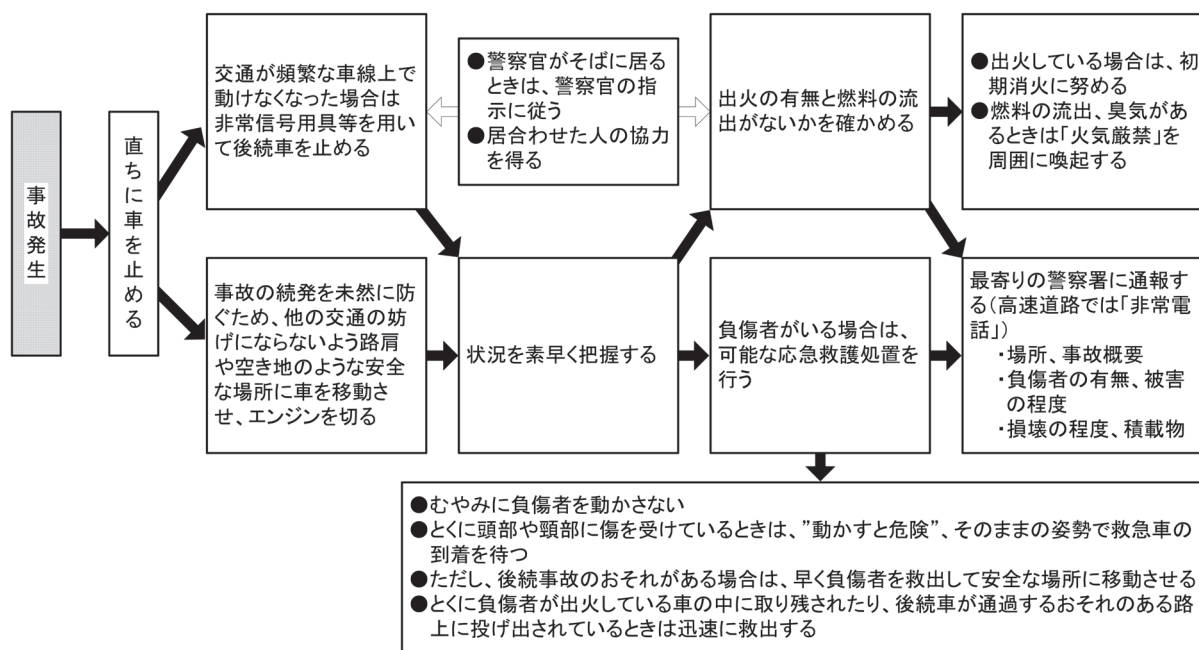 事故発生
直ちに車を止める
交通が頻繁な車線上で
動けなくなった場合は
非常信号用具等を用い
て後続車を止める
●警察官がそばに居る
ときは、警察官の指
示に従う
●居合わせた人の協力
を得る
出火の有無と燃料の流
出がないかを確かめる
●出火している場合は、初
期消火に努める
●燃料の流出、臭気があ
るときは「火気厳禁」を
周囲に喚起する
事故の続発を未然に防
ぐため、他の交通の妨
げにならないよう路肩
や空き地のような安全
な場所に車を移動さ
せ、エンジンを切る
状況を素早く把握する
負傷者がいる場合は、
可能な応急救護処置を
行う
最寄りの警察署に通報す
る(高速道路では「非常電
話」)
・場所、事故概要
・負傷者の有無、被害
の程度
・損壊の程度、積載物
●むやみに負傷者を動かさない
●とくに頭部や頸部に傷を受けているときは、”動かすと危険”、そのままの姿勢で救急車の
到着を待つ
●ただし、後続事故のおそれがある場合は、早く負傷者を救出して安全な場所に移動させる
●とくに負傷者が出火している車の中に取り残されたり、後続車が通過するおそれのある路
上に投げ出されているときは迅速に救出する